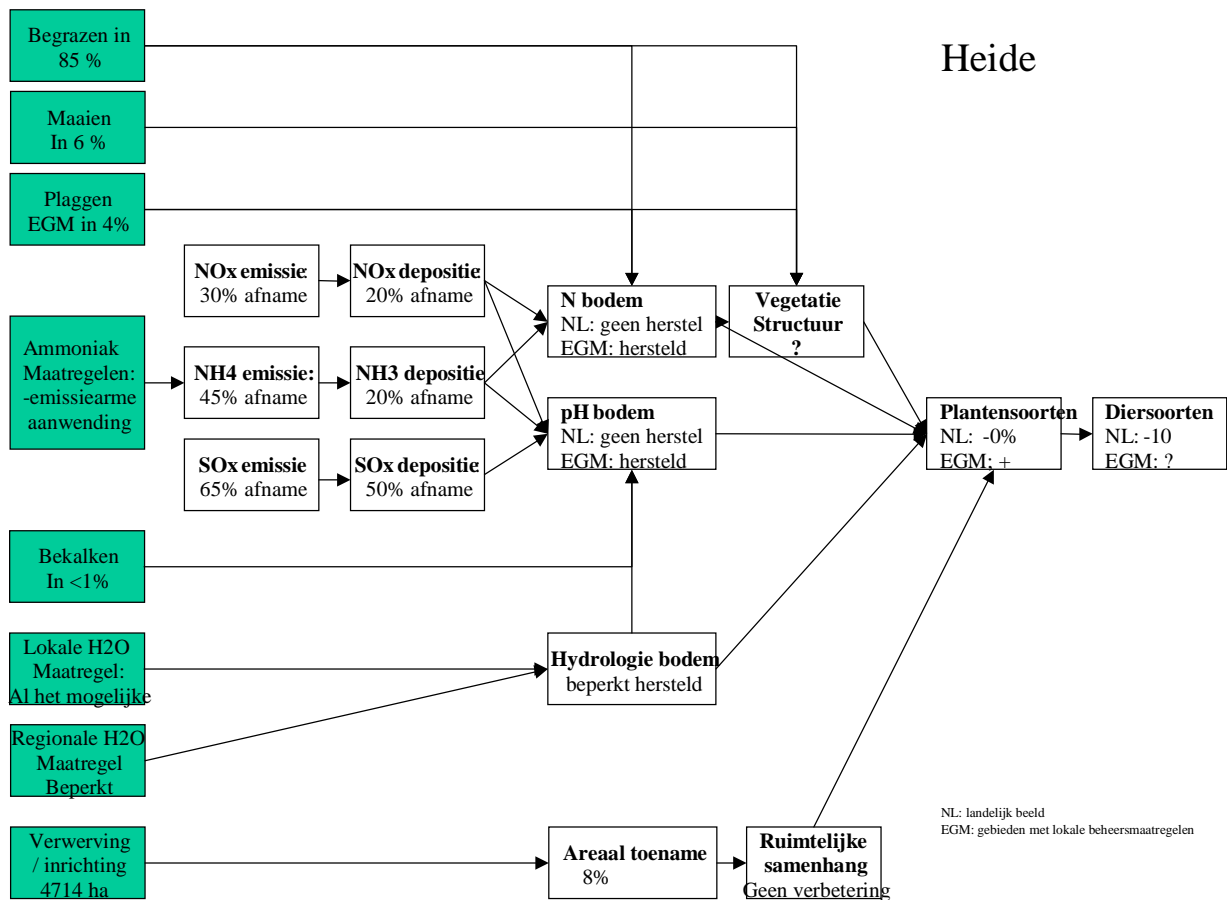 Heide
Begrazen in
85 %
Maaien
In 6 %
Plaggen
EGM in 4%
NOx emissie:
30% afname
NOx depositie:
20% afname
N bodem
NL: geen herstel
EGM: hersteld
Vegetatie
Structuur
?
Ammoniak
Maatregelen:
-emissiearme
aanwending
NH4 emissie:
45% afname
NH3 depositie
20% afname
pH bodem
NL: geen herstel
EGM: hersteld
Plantensoorten
NL: -0%
EGM: +
Diersoorten
NL: -10
EGM: ?
SOx emissie
65% afname
SOx depositie:
50% afname
Bekalken
In <1%
Lokale H2O
Maatregel:
Al het mogelijke
Hydrologie bodem
beperkt hersteld
Regionale H2O
Maatregel
Beperkt
NL: landelijk beeld
EGM: gebieden met lokale beheersmaatregelen
Verwerving
/ inrichting
4714 ha
Areaal toename
8%
Ruimtelijke
samenhang
Geen verbetering